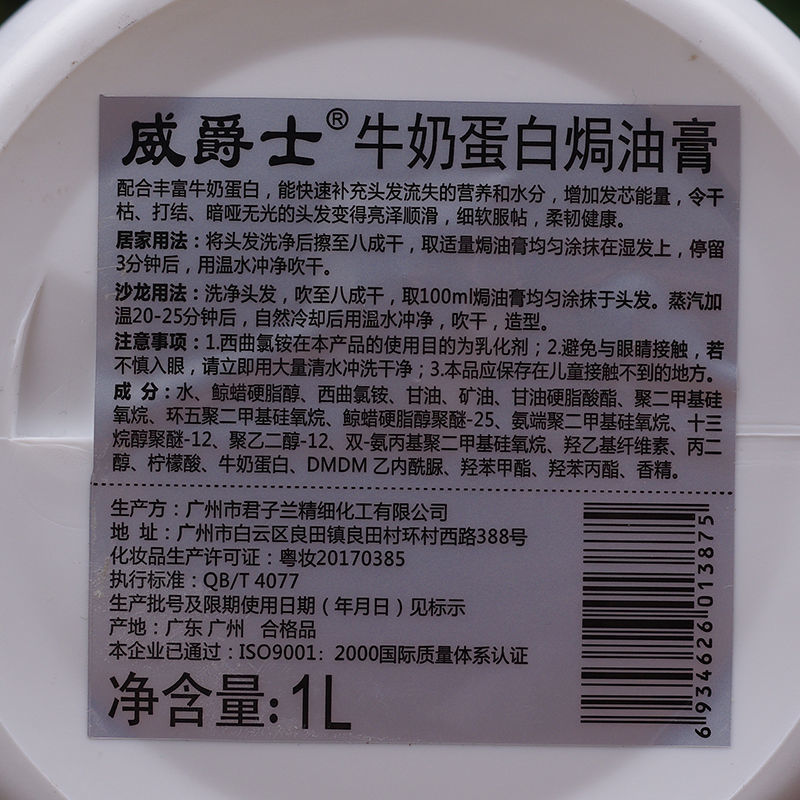 威爵士®牛奶蛋白焗油膏
配合丰富牛奶蛋白，能快速补充头发流失的营养和水分，增加发芯能量，令干
枯、打结、暗哑无光的头发变得亮泽顺滑，细软服帖，柔韧健康。
居家用法：将头发洗净后擦至八成干，取适量焗油膏均匀涂抹在湿发上，停留
3分钟后，用温水冲净吹干。
沙龙用法：洗净头发，吹至八成干，取100ml焗油膏均匀涂抹于头发。蒸汽加
温20-25分钟后，自然冷却后用温水冲净，吹干，造型。
注意事项：1.西曲氯铵在本产品的使用目的为乳化剂；2.避免与眼睛接触，若
不慎入眼，请立即用大量清水冲洗干净；3.本品应保存在儿童接触不到的地方。
成 分：水、鲸蜡硬脂醇、西曲氯铵、甘油、矿油、甘油硬脂酸酯、聚二甲基硅
氧烷、环五聚二甲基硅氧烷、鲸蜡硬脂醇聚醚-25、氨端聚二甲基硅氧烷、十三
烷醇聚醚-12、聚乙二醇-12、双-氨丙基聚二甲基硅氧烷、羟乙基纤维素、丙二
醇、柠檬酸、牛奶蛋白、DMDM 乙内酰脲、羟苯甲酯、羟苯丙酯、香精。
生产方：广州市君子兰精细化工有限公司
地 址：广州市白云区良田镇良田村环村西路388号
化妆品生产许可证：粤妆20170385
执行标准：QB/T 4077
生产批号及限期使用日期（年月日）见标示
产地：广东 广州 合格品
本企业已通过：ISO9001：2000国际质量体系认证
净含量:1L
6934626013875